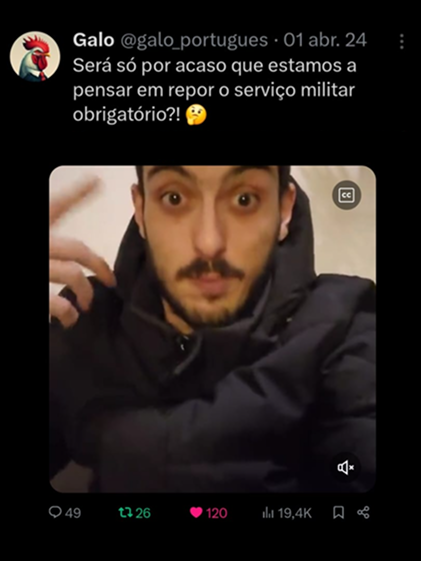 Galo @galo_portugues · 01 abr. 24
Será só por acaso que estamos a
pensar em repor o serviço militar
obrigatório?! 🤔
CC
49 26 120 19,4K